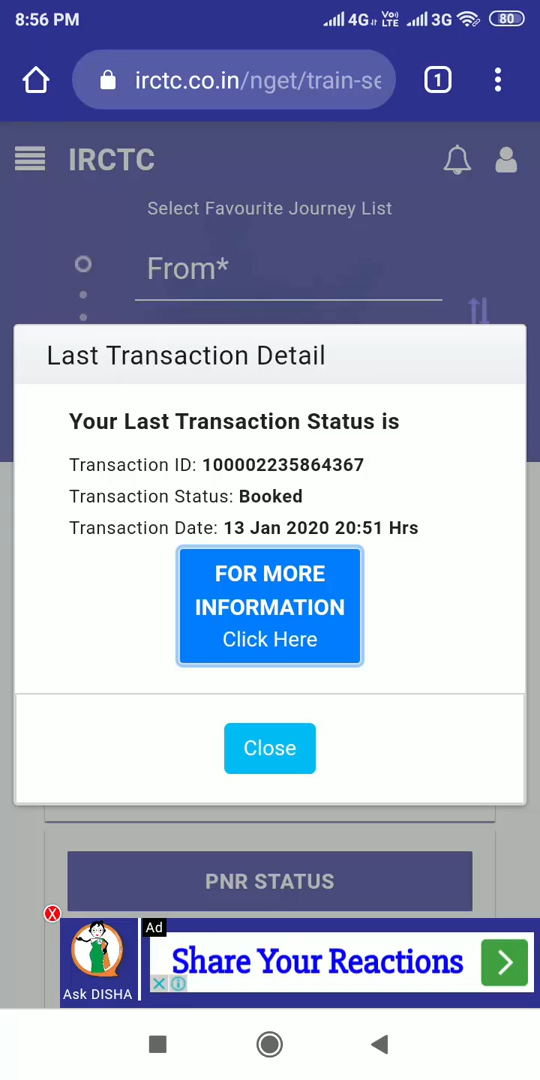 8:56 PM
4G Vo)) LTE 3G 80
irctc.co.in/nget/train-se
1
IRCTC
Select Favourite Journey List
From*
Last Transaction Detail
Your Last Transaction Status is
Transaction ID: 100002235864367
Transaction Status: Booked
Transaction Date: 13 Jan 2020 20:51 Hrs
FOR MORE
INFORMATION
Click Here
Close
PNR STATUS
X
Ad
Share Your Reactions
Ask DISHA